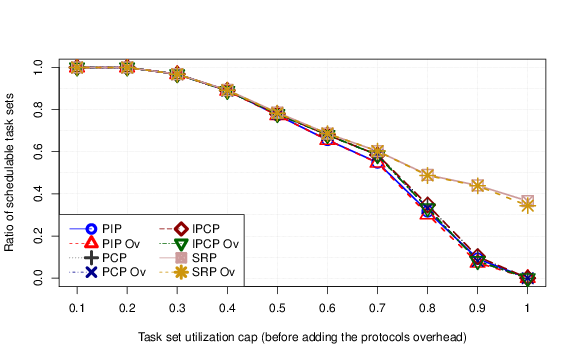 Ratio of schedulable task sets
1.0
0.8
0.6
0.4
0.2
0.0
PIP
PIP Ov
PCP
PCP Ov
IPCP
IPCP Ov
SRP
SRP Ov
0.1 0.2 0.3 0.4 0.5 0.6 0.7 0.8 0.9 1
Task set utilization cap (before adding the protocols overhead)